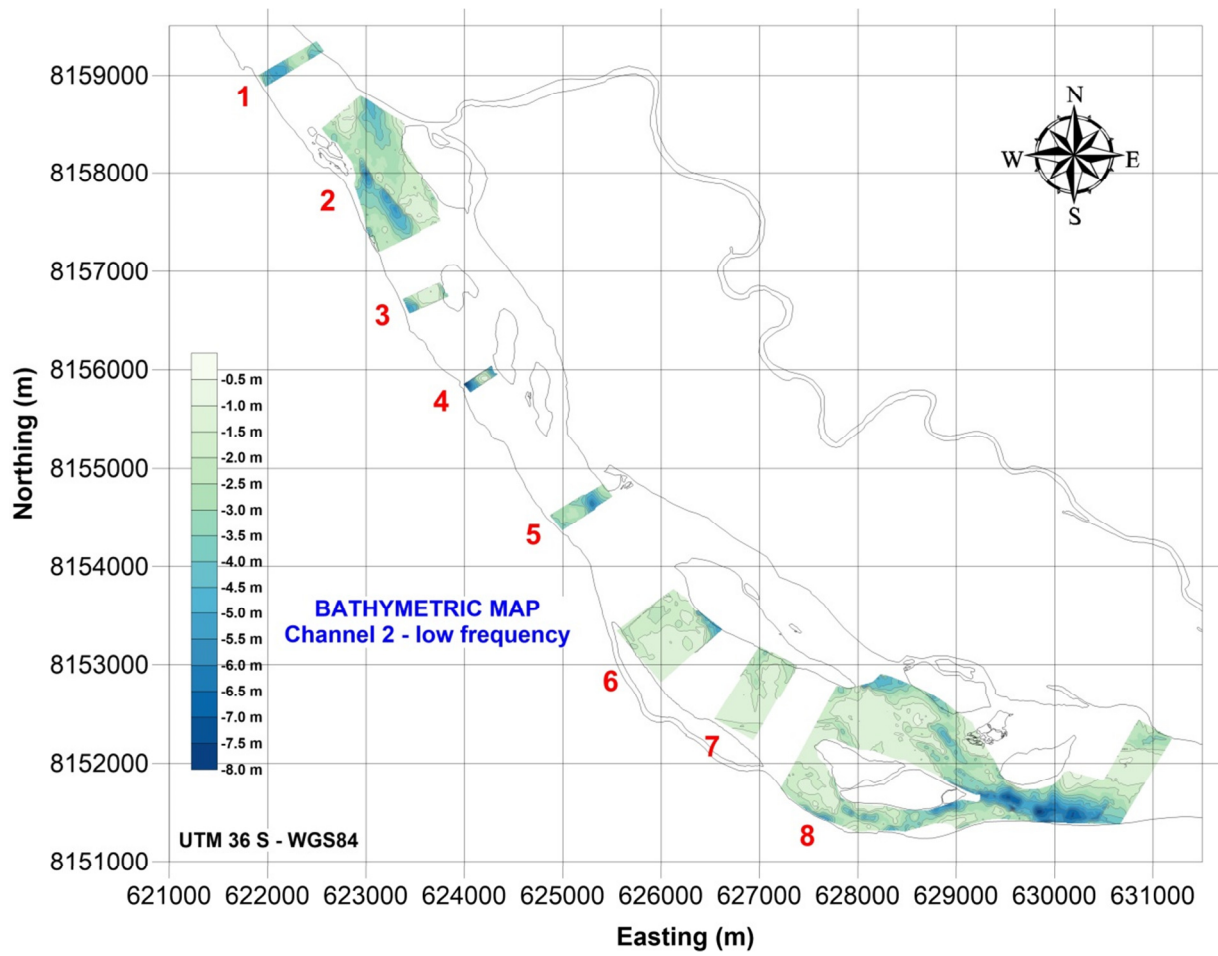 8159000
8158000
8157000
8156000
8155000
8154000
8153000
8152000
8151000
Northing (m)
N
W E
S
1
2
3
4
5
6
7
8
-0.5 m
-1.0 m
-1.5 m
-2.0 m
-2.5 m
-3.0 m
-3.5 m
-4.0 m
-4.5 m
-5.0 m
-5.5 m
-6.0 m
-6.5 m
-7.0 m
-7.5 m
-8.0 m
BATHYMETRIC MAP
Channel 2 - low frequency
UTM 36 S - WGS84
621000 622000 623000 624000 625000 626000 627000 628000 629000 630000 631000
Easting (m)